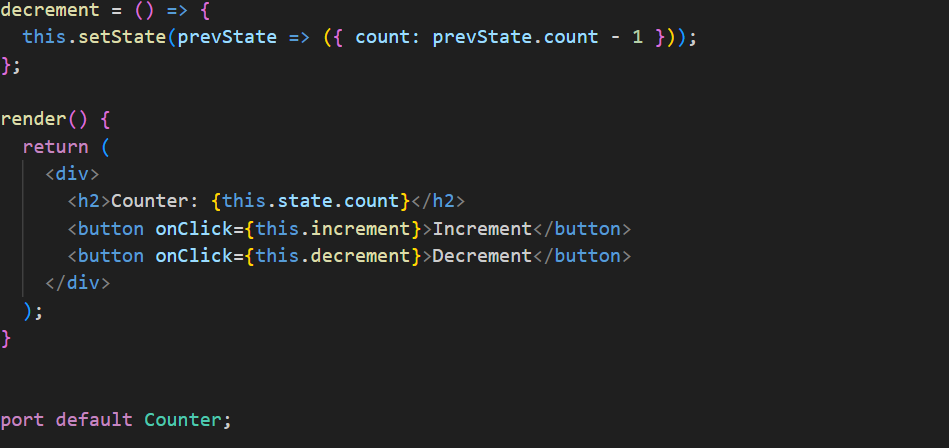 decrement = () => {
  this.setState(prevState => ({ count: prevState.count - 1 }));
};

render() {
  return (
    <div>
      <h2>Counter: {this.state.count}</h2>
      <button onClick={this.increment}>Increment</button>
      <button onClick={this.decrement}>Decrement</button>
    </div>
  );
}

port default Counter;